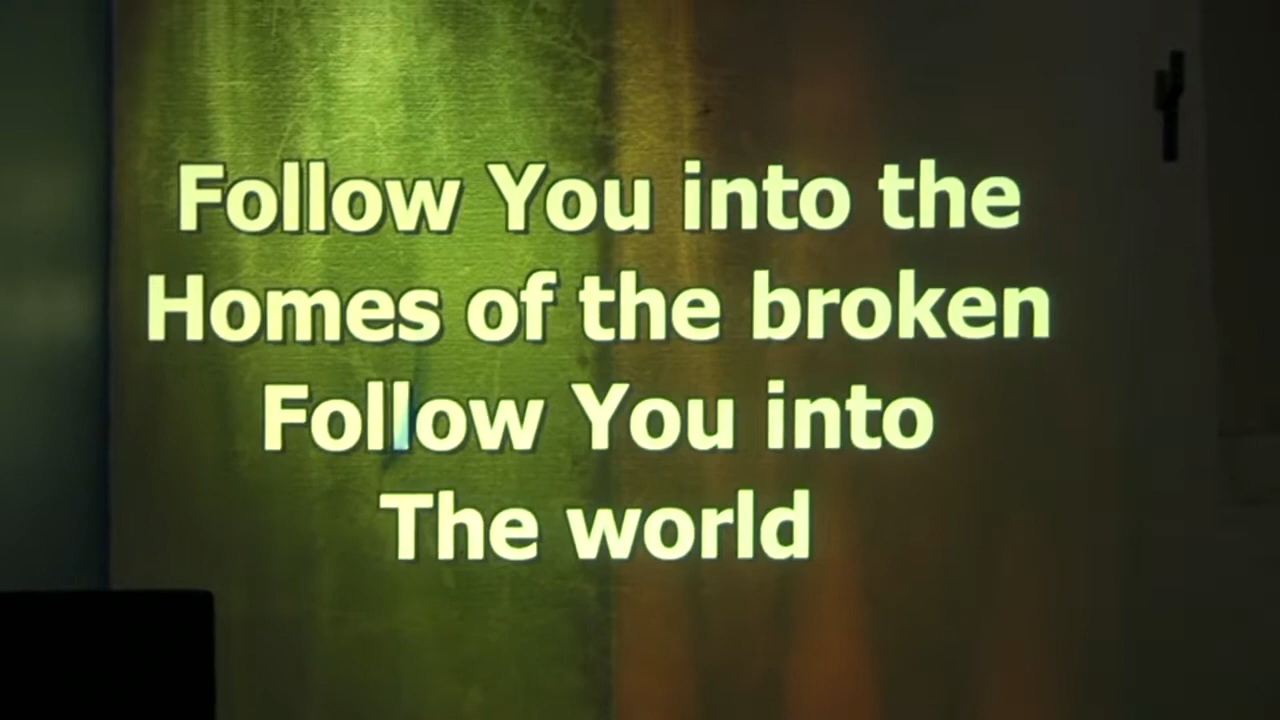 Follow You into the
Homes of the broken
Follow You into
The world